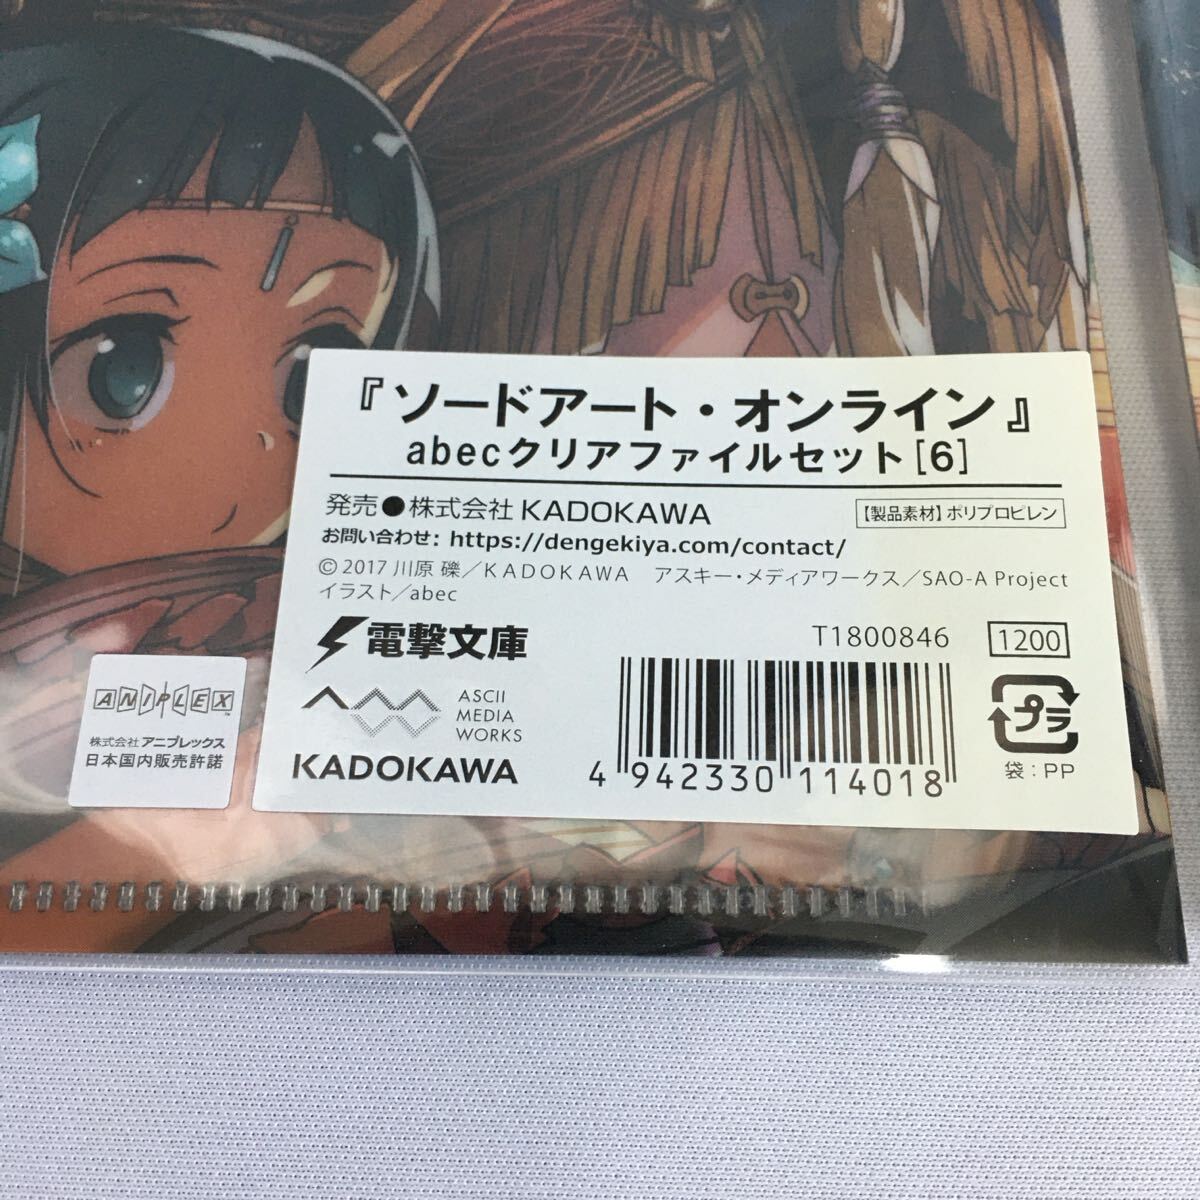 『ソードアート・オンライン』
abecクリアファイルセット[6]
発売●株式会社 KADOKAWA
【製品素材】ポリプロピレン
お問い合わせ: https://dengekiya.com/contact/
©2017 川原 礫／KADOKAWA アスキー・メディアワークス／SAO-A Project
イラスト／abec
電撃文庫
T1800846
1200
ASCII
MEDIA
WORKS
KADOKAWA
4 942330 114018
プラ
袋:PP
ANIPLEX™
株式会社 アニプレックス
日本国内販売許諾